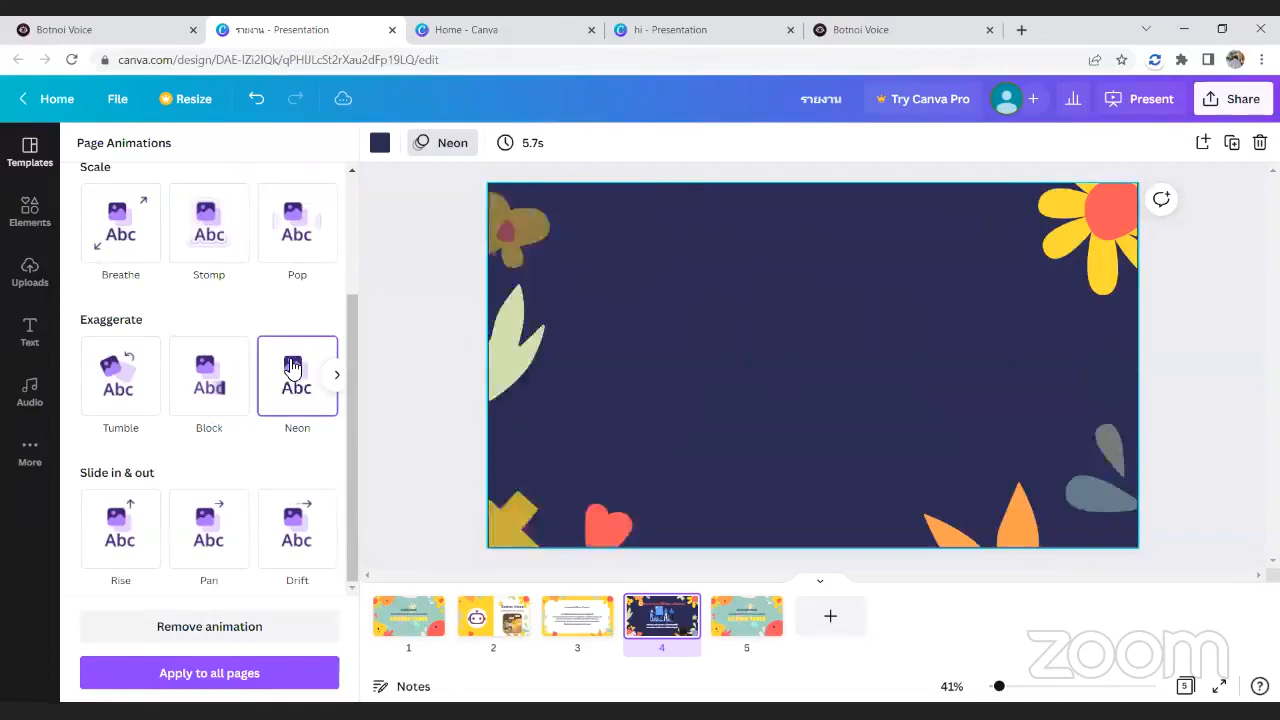 Botnoi Voice
รายงาน - Presentation
Home - Canva
hi - Presentation
Botnoi Voice
canva.com/design/DAE-lZi2lQk/qPHlJLcSt2rXau2dFp19LQ/edit
Home
File
Resize
รายงาน
Try Canva Pro
Present
Share
Templates
Elements
Uploads
Text
Audio
More
Page Animations
Neon
5.7s
Scale
Abc
Abc
Abc
Breathe
Stomp
Pop
Exaggerate
Abc
Abc
Abc
Tumble
Block
Neon
Slide in & out
Abc
Abc
Abc
Rise
Pan
Drift
Remove animation
Apply to all pages
1
2
3
4
5
Notes
41%
5
zoom